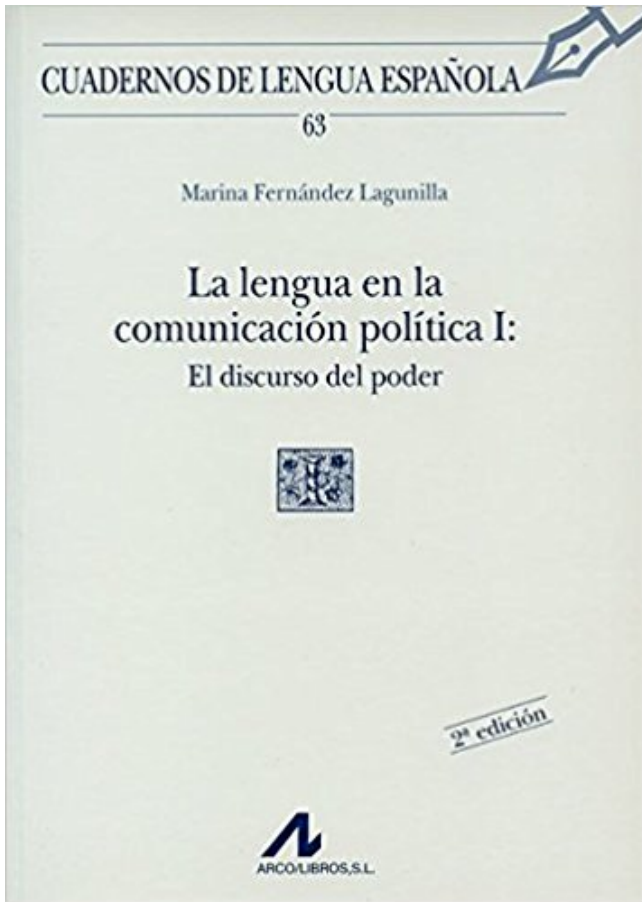 CUADERNOS DE LENGUA ESPAÑOLA
63
Marina Fernández Lagunilla
La lengua en la
comunicación política I:
El discurso del poder
I
2ª edición
ARCO/LIBROS, S.L.